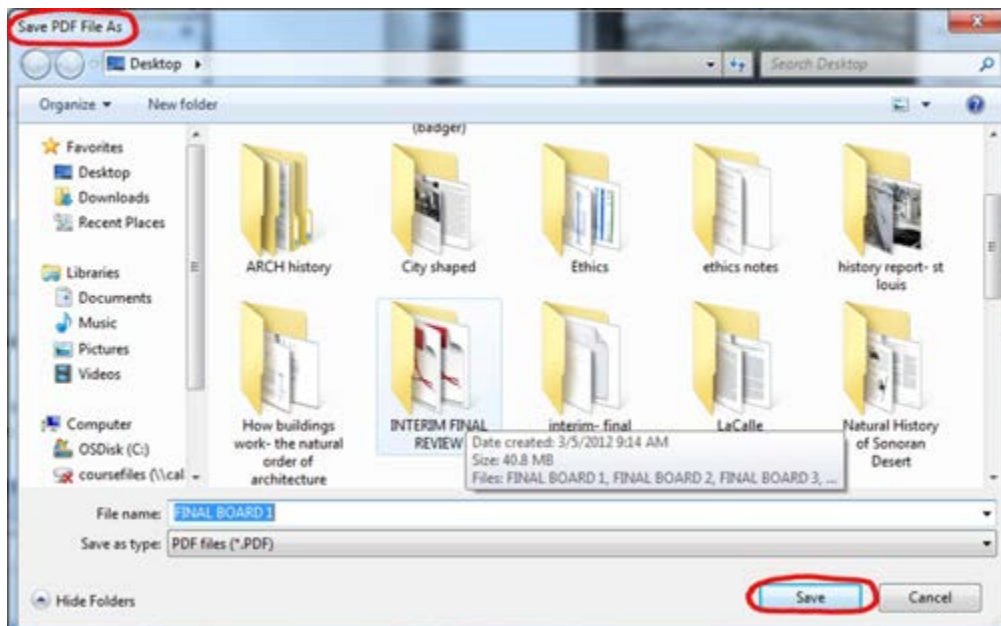 Save PDF File As
Desktop
Search Desktop
Organize
New folder
(badger)
Favorites
Desktop
Downloads
Recent Places
Libraries
Documents
Music
Pictures
Videos
Computer
OSDisk (C:)
coursefiles (\\cal
ARCH history
City shaped
Ethics
ethics notes
history report- st
louis
How buildings
work- the natural
order of
architecture
INTERIM FINAL
REVIEW
interim- final
LaCalle
Natural History
of Sonoran
Desert
Date created: 3/5/2012 9:14 AM
Size: 40.8 MB
Files: FINAL BOARD 1, FINAL BOARD 2, FINAL BOARD 3, ...
File name: FINAL BOARD 1
Save as type: PDF files (*.PDF)
Hide Folders
Save
Cancel